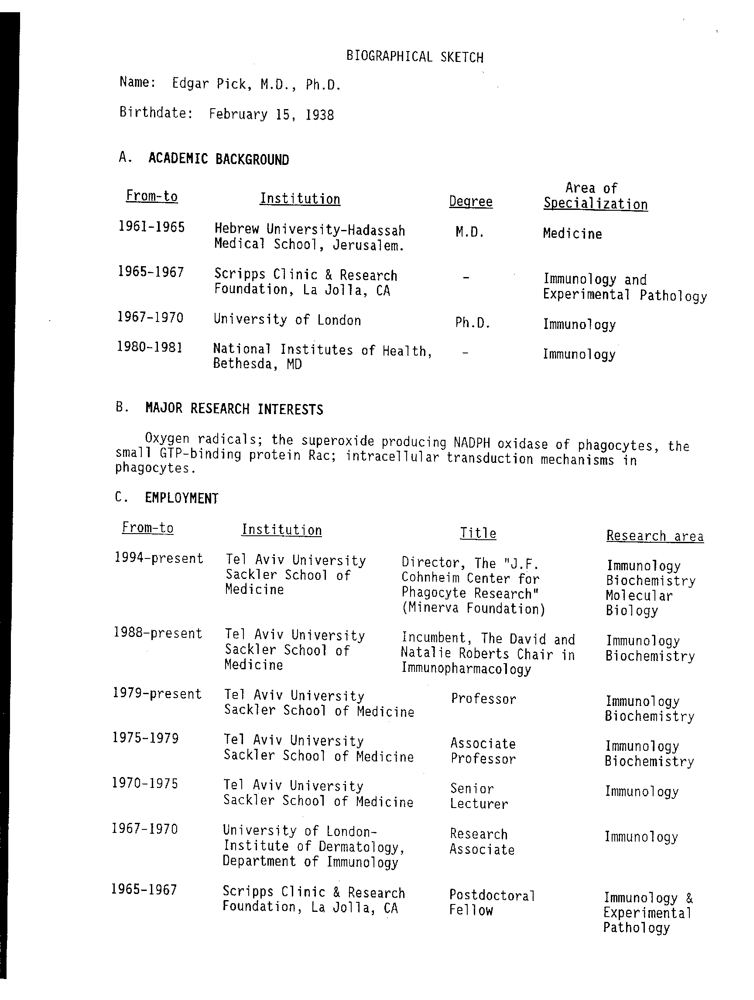 BIOGRAPHICAL SKETCH
Name: Edgar Pick, M.D., Ph.D.
Birthdate: February 15, 1938
A. ACADEMIC BACKGROUND
From-to Institution Degree Area of Specialization
1961-1965 Hebrew University-Hadassah M.D. Medicine
Medical School, Jerusalem.
1965-1967 Scripps Clinic & Research - Immunology and
Foundation, La Jolla, CA Experimental Pathology
1967-1970 University of London Ph.D. Immunology
1980-1981 National Institutes of Health, - Immunology
Bethesda, MD
B. MAJOR RESEARCH INTERESTS
Oxygen radicals; the superoxide producing NADPH oxidase of phagocytes, the
small GTP-binding protein Rac; intracellular transduction mechanisms in
phagocytes.
C. EMPLOYMENT
From-to Institution Title Research area
1994-present Tel Aviv University Director, The "J.F. Immunology
Sackler School of Cohnheim Center for Biochemistry
Medicine Phagocyte Research" Molecular
(Minerva Foundation) Biology
1988-present Tel Aviv University Incumbent, The David and Immunology
Sackler School of Natalie Roberts Chair in Biochemistry
Medicine Immunopharmacology
1979-present Tel Aviv University Professor Immunology
Sackler School of Medicine Biochemistry
1975-1979 Tel Aviv University Associate Immunology
Sackler School of Medicine Professor Biochemistry
1970-1975 Tel Aviv University Senior Immunology
Sackler School of Medicine Lecturer
1967-1970 University of London- Research Immunology
Institute of Dermatology, Associate
Department of Immunology
1965-1967 Scripps Clinic & Research Postdoctoral Immunology &
Foundation, La Jolla, CA Fellow Experimental
Pathology